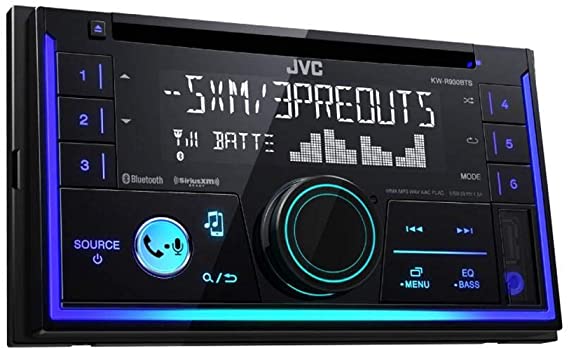 JVC
KW-R930BTS
--SXM/3PREOUTS
BATTE
1
2
3
4
5
6
MODE
Bluetooth
((SiriusXM))
READY
SOURCE
MENU
EQ
BASS